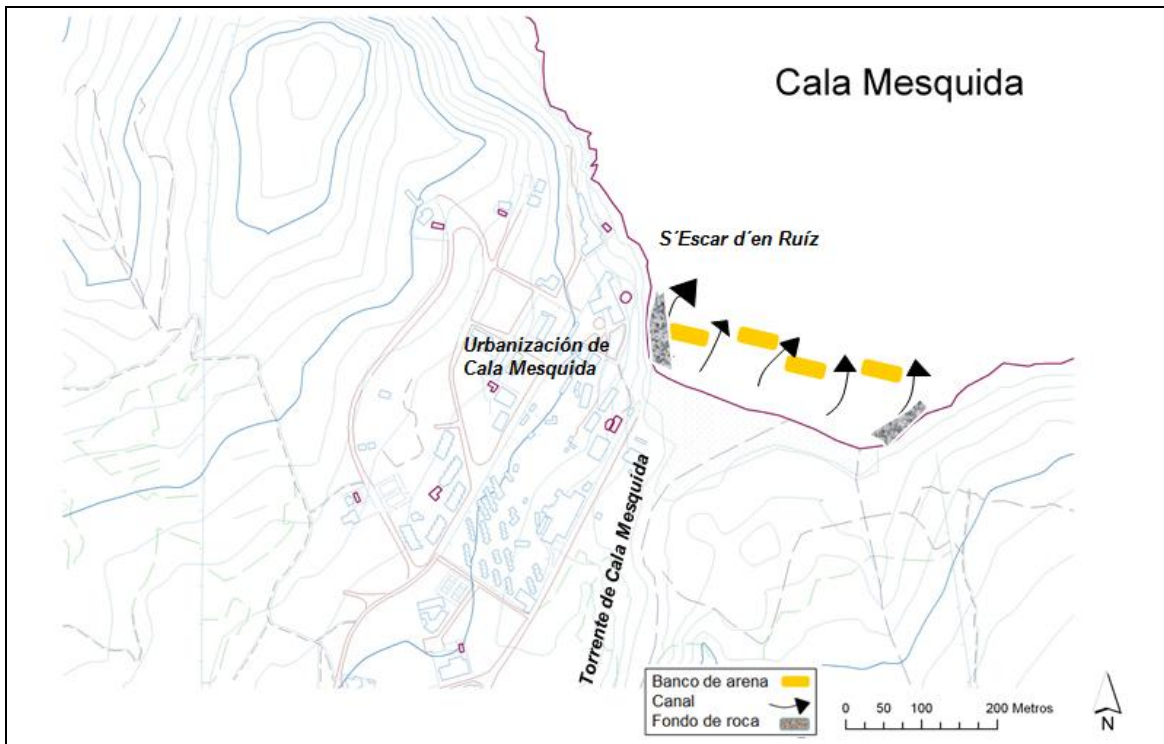 Cala Mesquida
S´Escar d´en Ruíz
Urbanización de
Cala Mesquida
Torrente de Cala Mesquida
Banco de arena
Canal
Fondo de roca
0 50 100 200 Metros
N